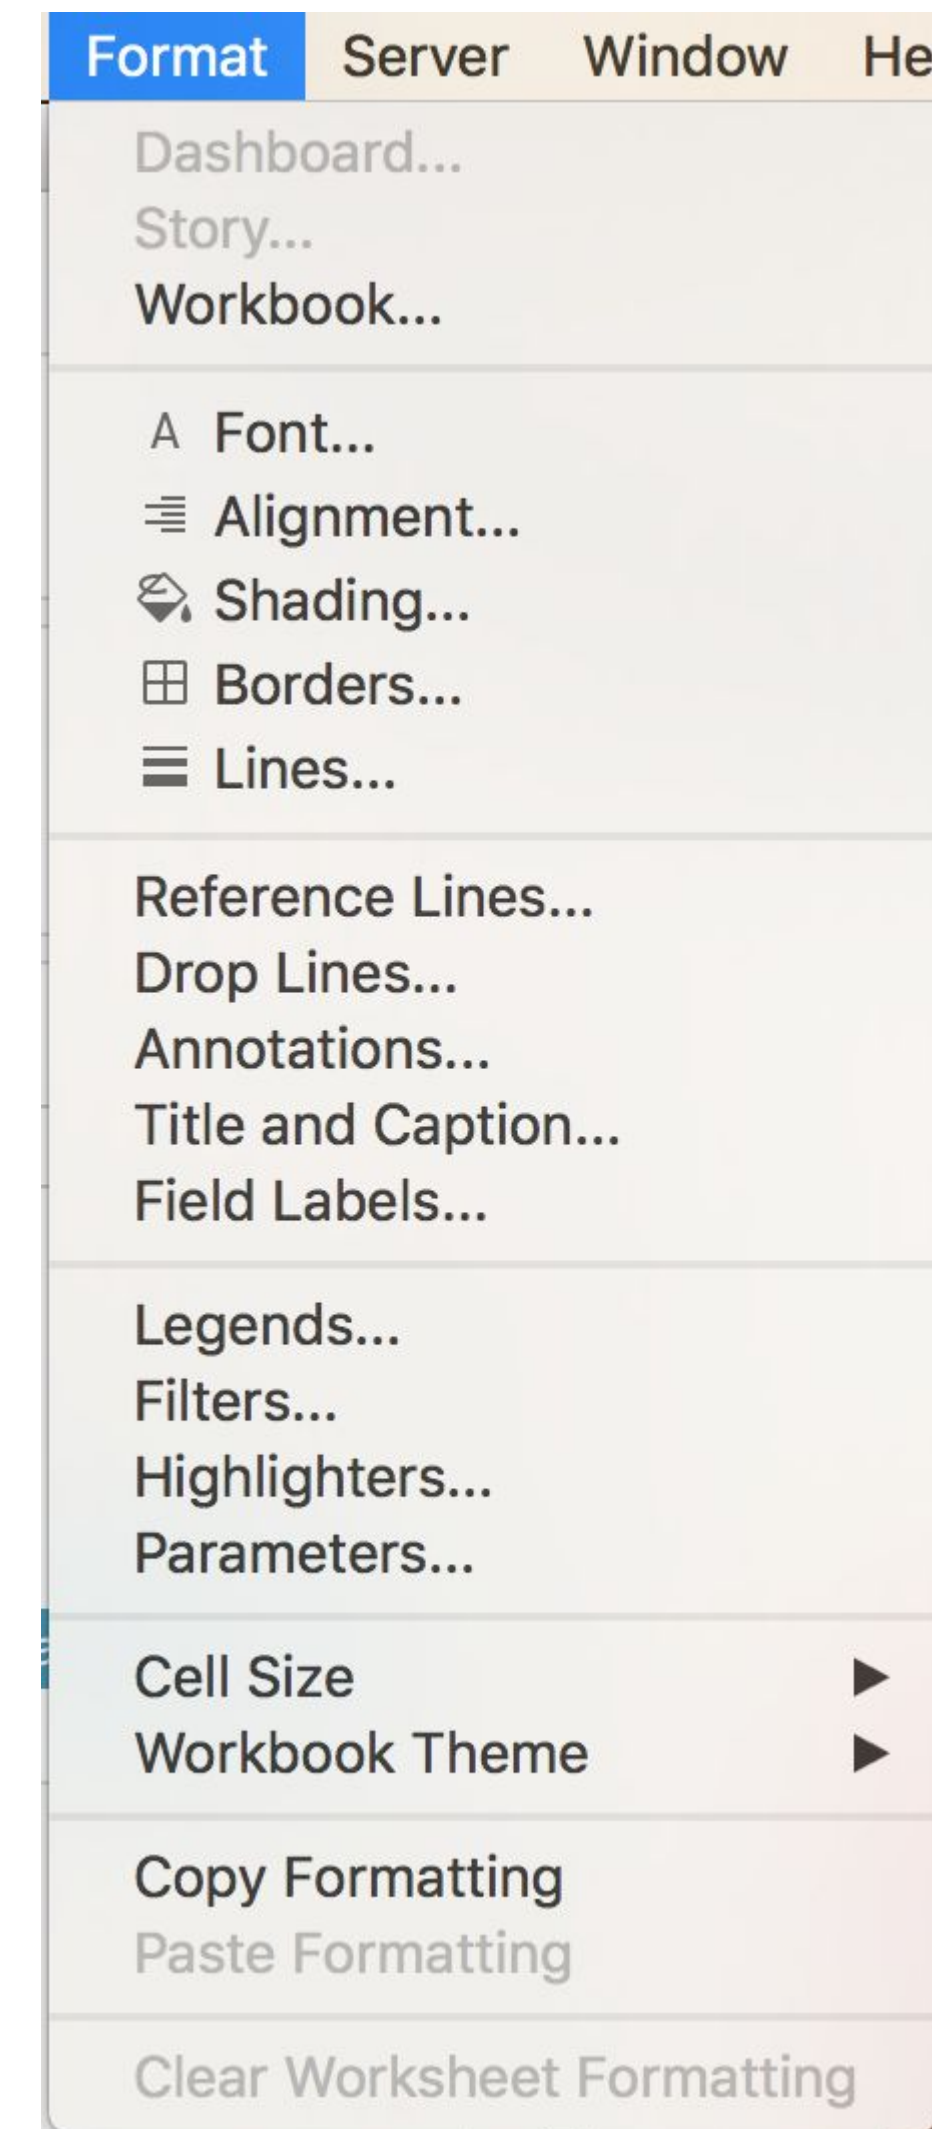 Format Server Window He
Dashboard...
Story...
Workbook...
A Font...
Alignment...
Shading...
Borders...
Lines...
Reference Lines...
Drop Lines...
Annotations...
Title and Caption...
Field Labels...
Legends...
Filters...
Highlighters...
Parameters...
Cell Size
Workbook Theme
Copy Formatting
Paste Formatting
Clear Worksheet Formatting